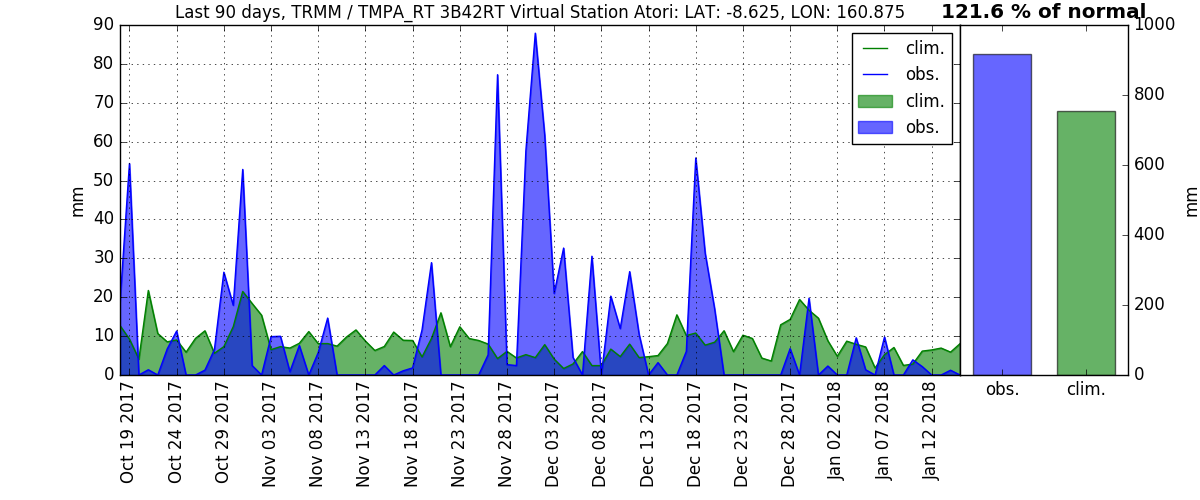 Last 90 days, TRMM / TMPA_RT 3B42RT Virtual Station Atori: LAT: -8.625, LON: 160.875
121.6 % of normal
90
80
70
60
50
40
30
20
10
0
mm
clim.
obs.
clim.
obs.
1000
800
600
400
200
0
mm
obs.
clim.
Oct 19 2017
Oct 24 2017
Oct 29 2017
Nov 03 2017
Nov 08 2017
Nov 13 2017
Nov 18 2017
Nov 23 2017
Nov 28 2017
Dec 03 2017
Dec 08 2017
Dec 13 2017
Dec 18 2017
Dec 23 2017
Dec 28 2017
Jan 02 2018
Jan 07 2018
Jan 12 2018